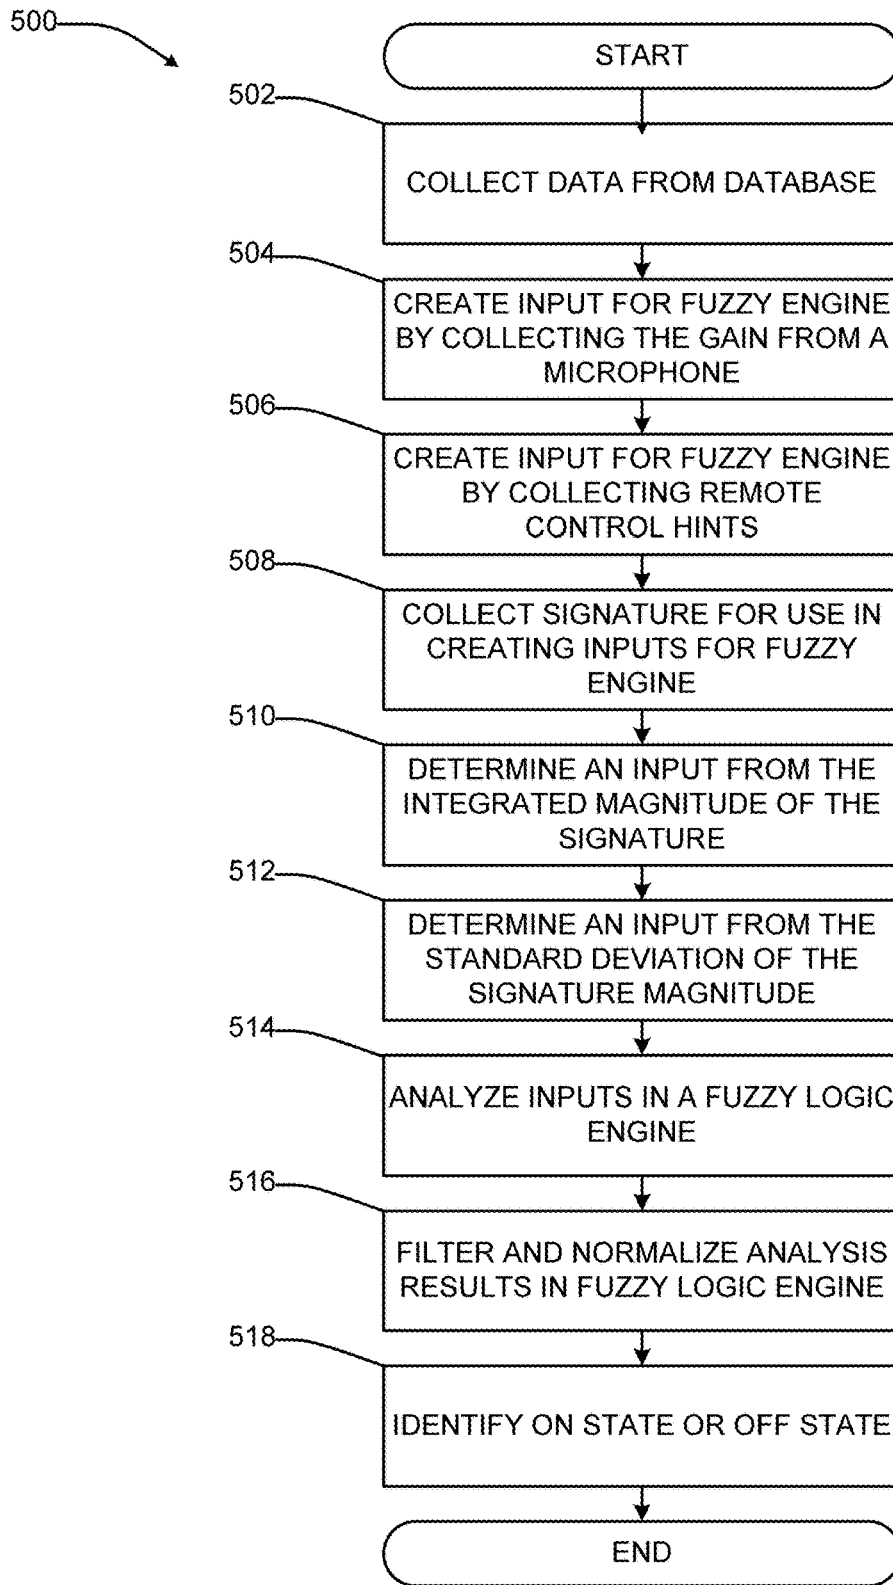 500
START
502
COLLECT DATA FROM DATABASE
504
CREATE INPUT FOR FUZZY ENGINE
BY COLLECTING THE GAIN FROM A
MICROPHONE
506
CREATE INPUT FOR FUZZY ENGINE
BY COLLECTING REMOTE
CONTROL HINTS
508
COLLECT SIGNATURE FOR USE IN
CREATING INPUTS FOR FUZZY
ENGINE
510
DETERMINE AN INPUT FROM THE
INTEGRATED MAGNITUDE OF THE
SIGNATURE
512
DETERMINE AN INPUT FROM THE
STANDARD DEVIATION OF THE
SIGNATURE MAGNITUDE
514
ANALYZE INPUTS IN A FUZZY LOGIC
ENGINE
516
FILTER AND NORMALIZE ANALYSIS
RESULTS IN FUZZY LOGIC ENGINE
518
IDENTIFY ON STATE OR OFF STATE
END